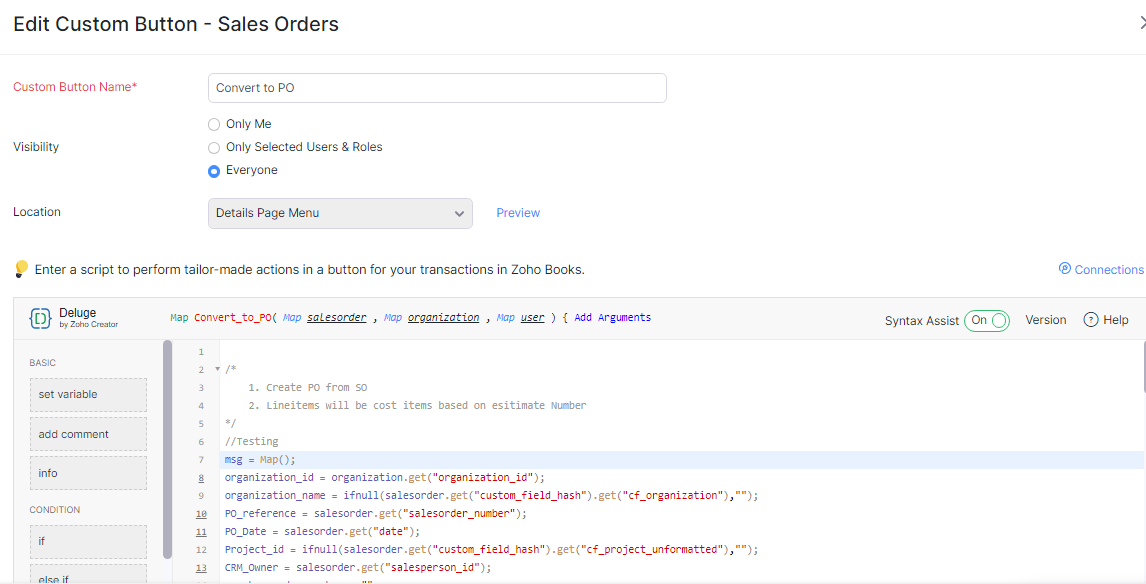 Edit Custom Button - Sales Orders
Custom Button Name*
Convert to PO
Visibility
Only Me
Only Selected Users & Roles
Everyone
Location
Details Page Menu
Preview
Enter a script to perform tailor-made actions in a button for your transactions in Zoho Books.
Connections
Deluge
by Zoho Creator
Map Convert_to_PO( Map salesorder , Map organization , Map user ) { Add Arguments
Syntax Assist On
Version
Help
BASIC
set variable
add comment
info
CONDITION
if
else if
1
2 /*
3 1. Create PO from SO
4 2. Lineitems will be cost items based on esitimate Number
5 */
6 //Testing
7 msg = Map();
8 organization_id = organization.get("organization_id");
9 organization_name = ifnull(salesorder.get("custom_field_hash").get("cf_organization"),"");
10 PO_reference = salesorder.get("salesorder_number");
11 PO_Date = salesorder.get("date");
12 Project_id = ifnull(salesorder.get("custom_field_hash").get("cf_project_unformatted"),"");
13 CRM_Owner = salesorder.get("salesperson_id");